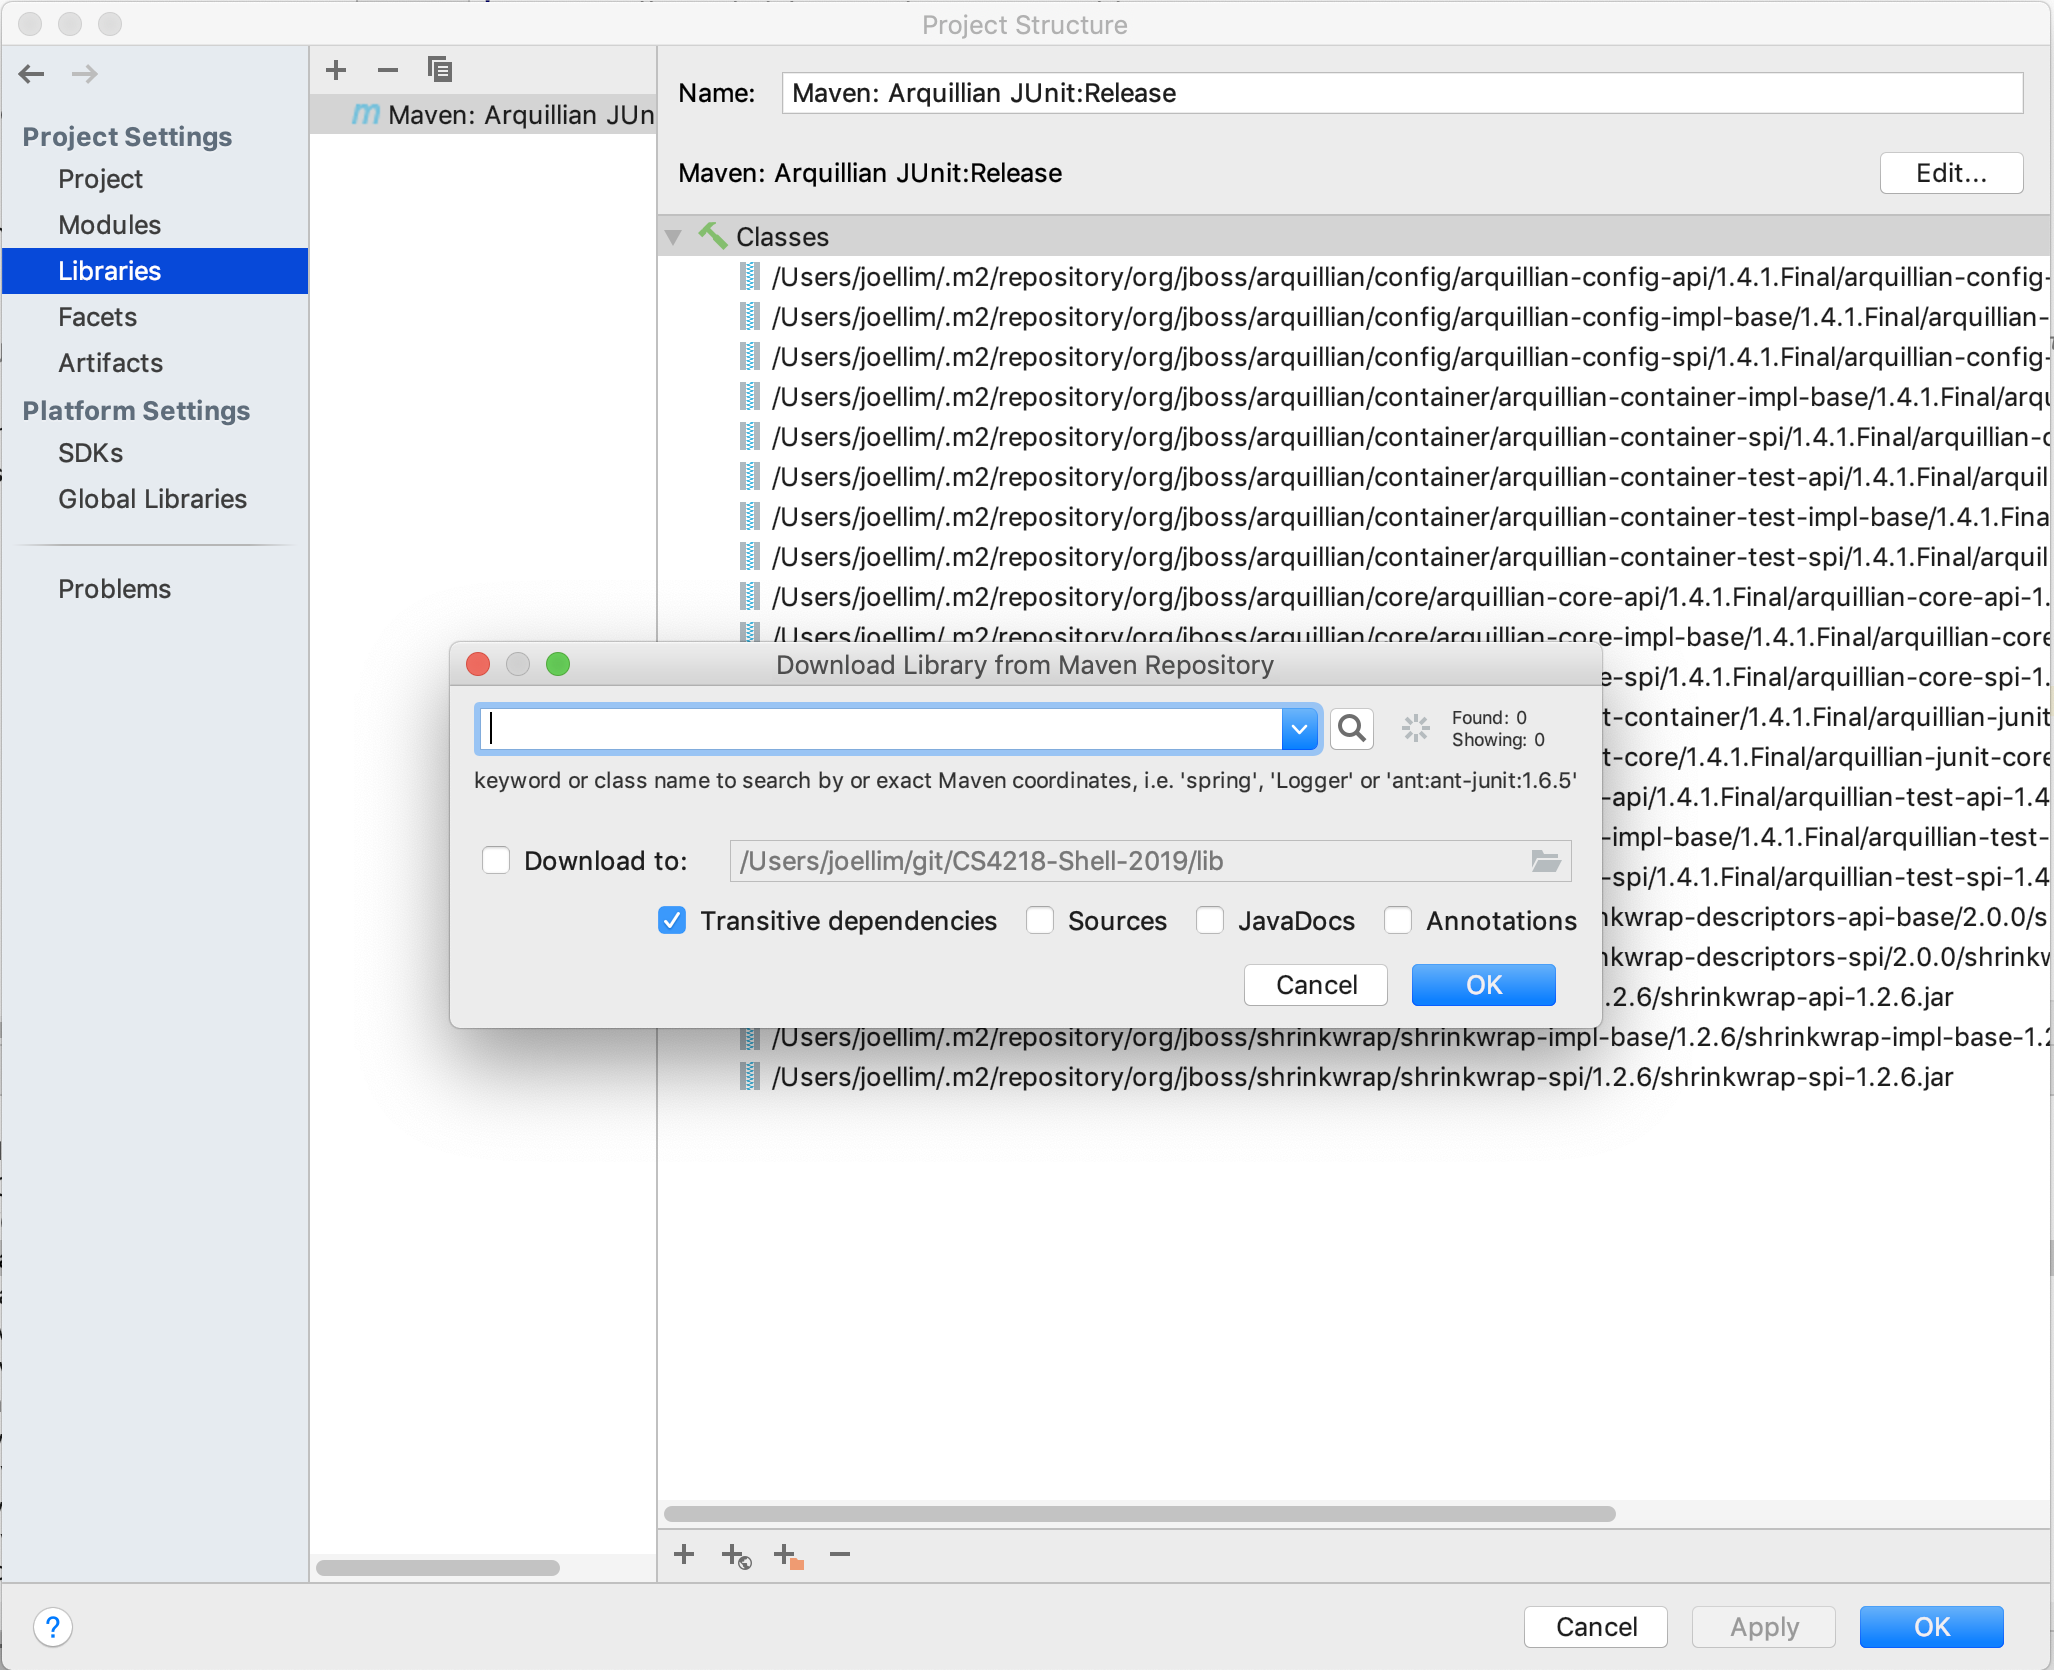 Project Structure
Project Settings
Project
Modules
Libraries
Facets
Artifacts
Platform Settings
SDKs
Global Libraries
Problems
Maven: Arquillian JUn
Name:
Maven: Arquillian JUnit:Release
Maven: Arquillian JUnit:Release
Edit...
Classes
/Users/joellim/.m2/repository/org/jboss/arquillian/config/arquillian-config-api/1.4.1.Final/arquillian-config-
/Users/joellim/.m2/repository/org/jboss/arquillian/config/arquillian-config-impl-base/1.4.1.Final/arquillian-
/Users/joellim/.m2/repository/org/jboss/arquillian/config/arquillian-config-spi/1.4.1.Final/arquillian-config-
/Users/joellim/.m2/repository/org/jboss/arquillian/container/arquillian-container-impl-base/1.4.1.Final/arqu
/Users/joellim/.m2/repository/org/jboss/arquillian/container/arquillian-container-spi/1.4.1.Final/arquillian-c
/Users/joellim/.m2/repository/org/jboss/arquillian/container/arquillian-container-test-api/1.4.1.Final/arquil
/Users/joellim/.m2/repository/org/jboss/arquillian/container/arquillian-container-test-impl-base/1.4.1.Fina
/Users/joellim/.m2/repository/org/jboss/arquillian/container/arquillian-container-test-spi/1.4.1.Final/arquil
/Users/joellim/.m2/repository/org/jboss/arquillian/core/arquillian-core-api/1.4.1.Final/arquillian-core-api-1.
/Users/joellim/.m2/repository/org/jboss/arquillian/core/arquillian-core-impl-base/1.4.1.Final/arquillian-core
e-spi/1.4.1.Final/arquillian-core-spi-1.
t-container/1.4.1.Final/arquillian-junit
t-core/1.4.1.Final/arquillian-junit-core
-api/1.4.1.Final/arquillian-test-api-1.4
-impl-base/1.4.1.Final/arquillian-test-
-spi/1.4.1.Final/arquillian-test-spi-1.4
nkwrap-descriptors-api-base/2.0.0/s
nkwrap-descriptors-spi/2.0.0/shrinkw
.2.6/shrinkwrap-api-1.2.6.jar
/Users/joellim/.m2/repository/org/jboss/shrinkwrap/shrinkwrap-impl-base/1.2.6/shrinkwrap-impl-base-1.2
/Users/joellim/.m2/repository/org/jboss/shrinkwrap/shrinkwrap-spi/1.2.6/shrinkwrap-spi-1.2.6.jar
Download Library from Maven Repository
Found: 0
Showing: 0
keyword or class name to search by or exact Maven coordinates, i.e. 'spring', 'Logger' or 'ant:ant-junit:1.6.5'
Download to:
/Users/joellim/git/CS4218-Shell-2019/lib
Transitive dependencies
Sources
JavaDocs
Annotations
Cancel
OK
?
Cancel
Apply
OK